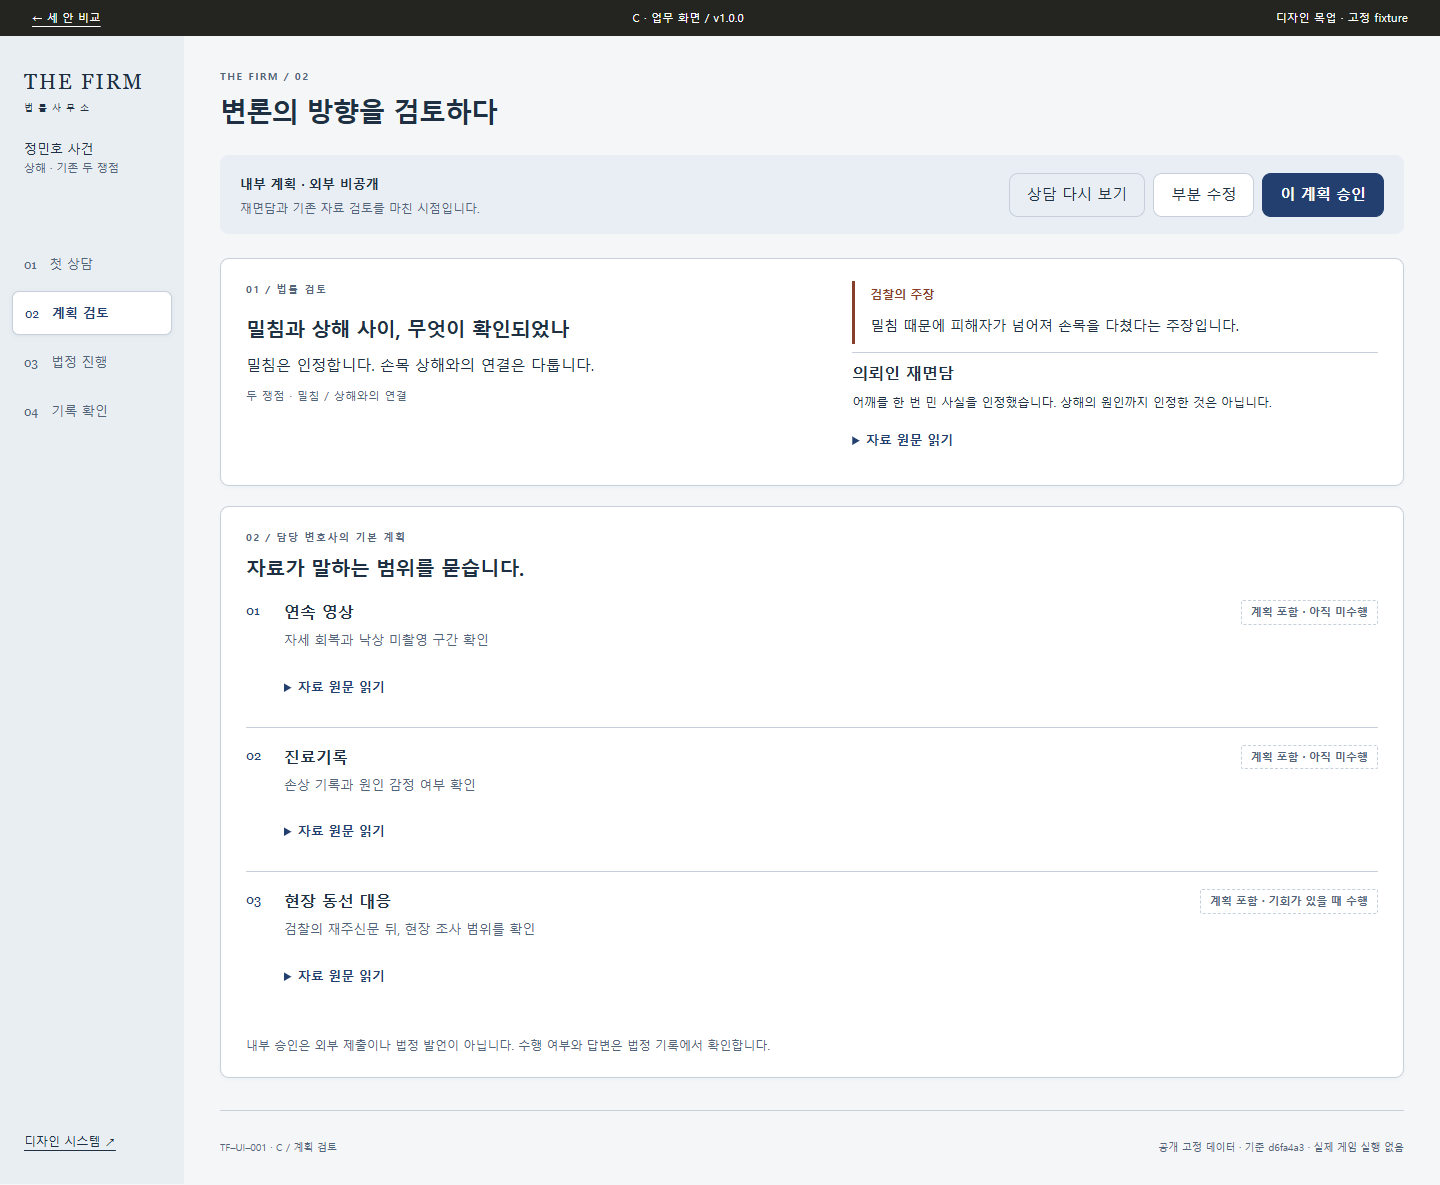 ← 세 안 비교
C · 업무 화면 / v1.0.0
디자인 목업 · 고정 fixture
THE FIRM
법률사무소
정민호 사건
상해 · 기존 두 쟁점
01 첫 상담
02 계획 검토
03 법정 진행
04 기록 확인
디자인 시스템 ↗
THE FIRM / 02
변론의 방향을 검토하다
내부 계획 · 외부 비공개
재면담과 기존 자료 검토를 마친 시점입니다.
상담 다시 보기
부분 수정
이 계획 승인
01 / 법률 검토
밀침과 상해 사이, 무엇이 확인되었나
밀침은 인정합니다. 손목 상해와의 연결은 다툽니다.
두 쟁점 · 밀침 / 상해와의 연결
검찰의 주장
밀침 때문에 피해자가 넘어져 손목을 다쳤다는 주장입니다.
의뢰인 재면담
어깨를 한 번 민 사실을 인정했습니다. 상해의 원인까지 인정한 것은 아닙니다.
▶ 자료 원문 읽기
02 / 담당 변호사의 기본 계획
자료가 말하는 범위를 묻습니다.
01 연속 영상
계획 포함 · 아직 미수행
자세 회복과 낙상 미촬영 구간 확인
▶ 자료 원문 읽기
02 진료기록
계획 포함 · 아직 미수행
손상 기록과 원인 감정 여부 확인
▶ 자료 원문 읽기
03 현장 동선 대응
계획 포함 · 기회가 있을 때 수행
검찰의 재주신문 뒤, 현장 조사 범위를 확인
▶ 자료 원문 읽기
내부 승인은 외부 제출이나 법정 발언이 아닙니다. 수행 여부와 답변은 법정 기록에서 확인합니다.
TF-UI-001 · C / 계획 검토
공개 고정 데이터 · 기준 d6fa4a3 · 실제 게임 실행 없음